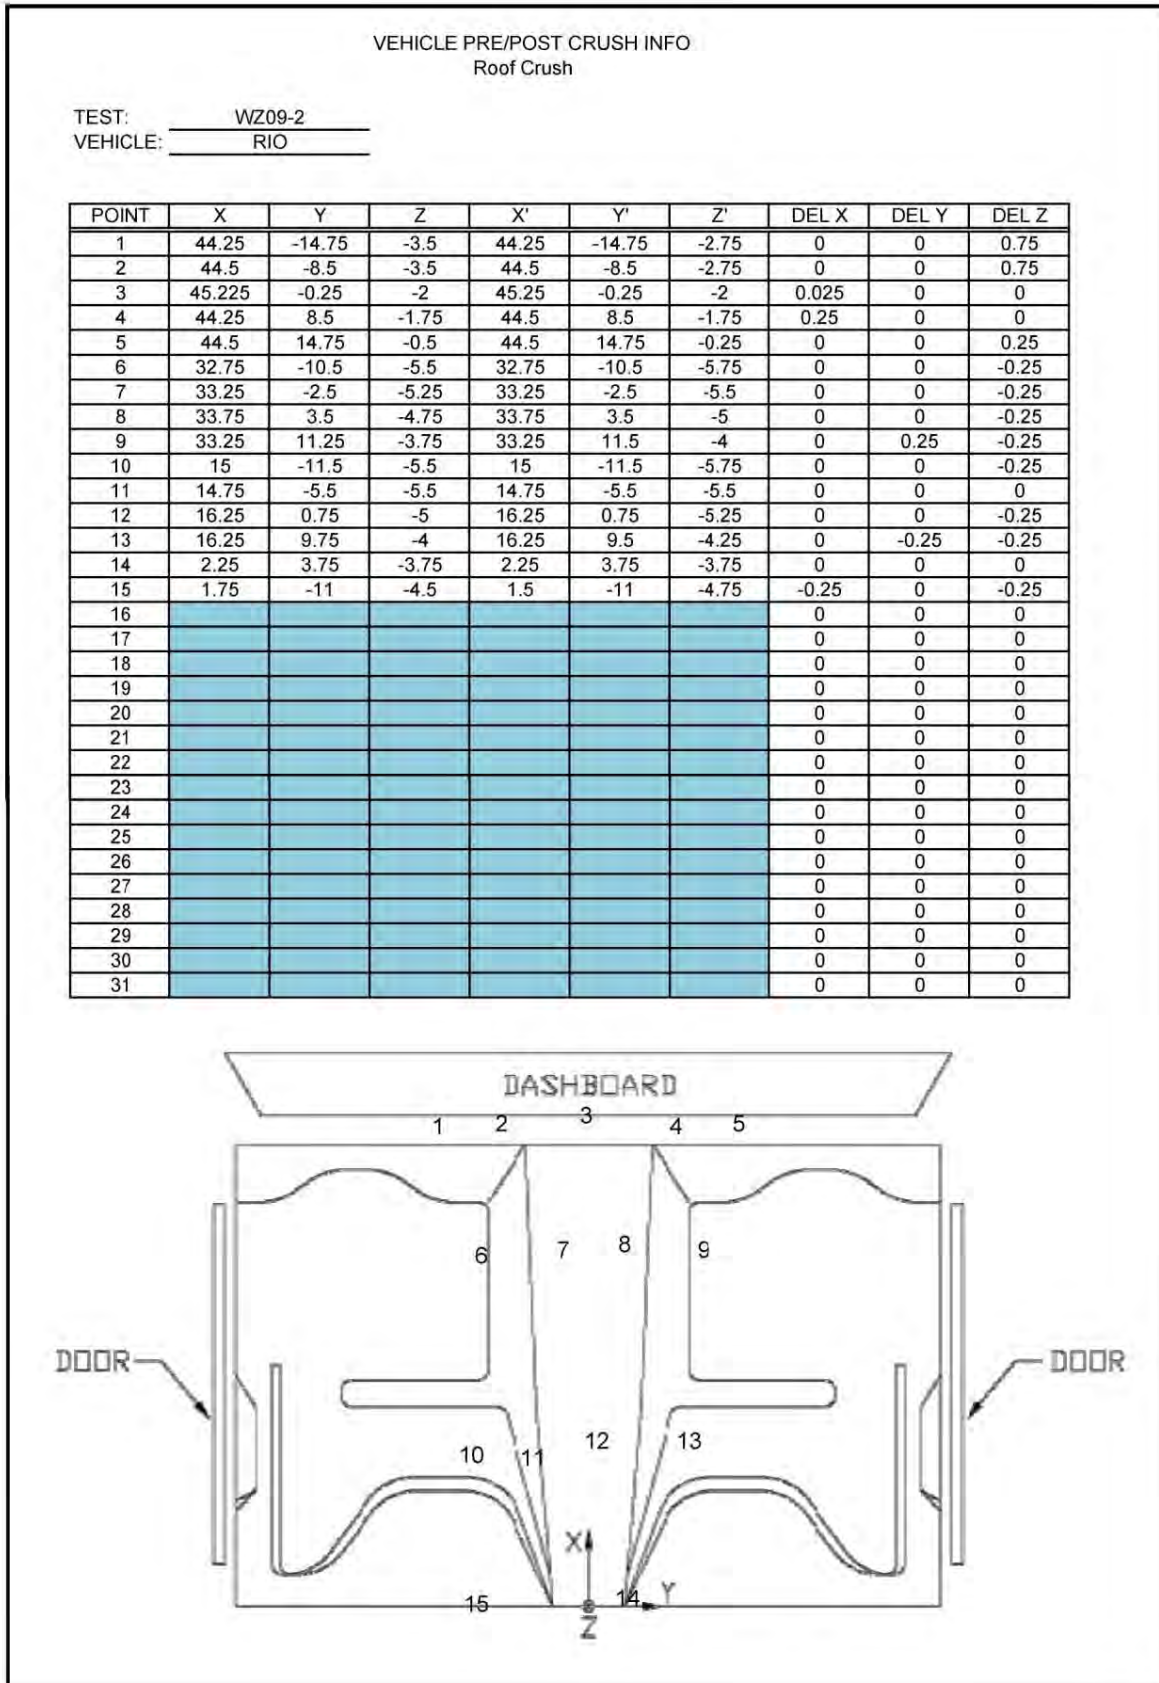 VEHICLE PRE/POST CRUSH INFO
Roof Crush
TEST: WZ09-2
VEHICLE: RIO
POINT X Y Z X' Y' Z' DEL X DEL Y DEL Z
1 44.25 -14.75 -3.5 44.25 -14.75 -2.75 0 0 0.75
2 44.5 -8.5 -3.5 44.5 -8.5 -2.75 0 0 0.75
3 45.225 -0.25 -2 45.25 -0.25 -2 0.025 0 0
4 44.25 8.5 -1.75 44.5 8.5 -1.75 0.25 0 0
5 44.5 14.75 -0.5 44.5 14.75 -0.25 0 0 0.25
6 32.75 -10.5 -5.5 32.75 -10.5 -5.75 0 0 -0.25
7 33.25 -2.5 -5.25 33.25 -2.5 -5.5 0 0 -0.25
8 33.75 3.5 -4.75 33.75 3.5 -5 0 0 -0.25
9 33.25 11.25 -3.75 33.25 11.5 -4 0 0.25 -0.25
10 15 -11.5 -5.5 15 -11.5 -5.75 0 0 -0.25
11 14.75 -5.5 -5.5 14.75 -5.5 -5.5 0 0 0
12 16.25 0.75 -5 16.25 0.75 -5.25 0 0 -0.25
13 16.25 9.75 -4 16.25 9.5 -4.25 0 -0.25 -0.25
14 2.25 3.75 -3.75 2.25 3.75 -3.75 0 0 0
15 1.75 -11 -4.5 1.5 -11 -4.75 -0.25 0 -0.25
16 0 0 0
17 0 0 0
18 0 0 0
19 0 0 0
20 0 0 0
21 0 0 0
22 0 0 0
23 0 0 0
24 0 0 0
25 0 0 0
26 0 0 0
27 0 0 0
28 0 0 0
29 0 0 0
30 0 0 0
31 0 0 0
DASHBOARD
1 2 3 4 5
6 7 8 9
DOOR DOOR
10 11 12 13
X
15 14 Y
Z